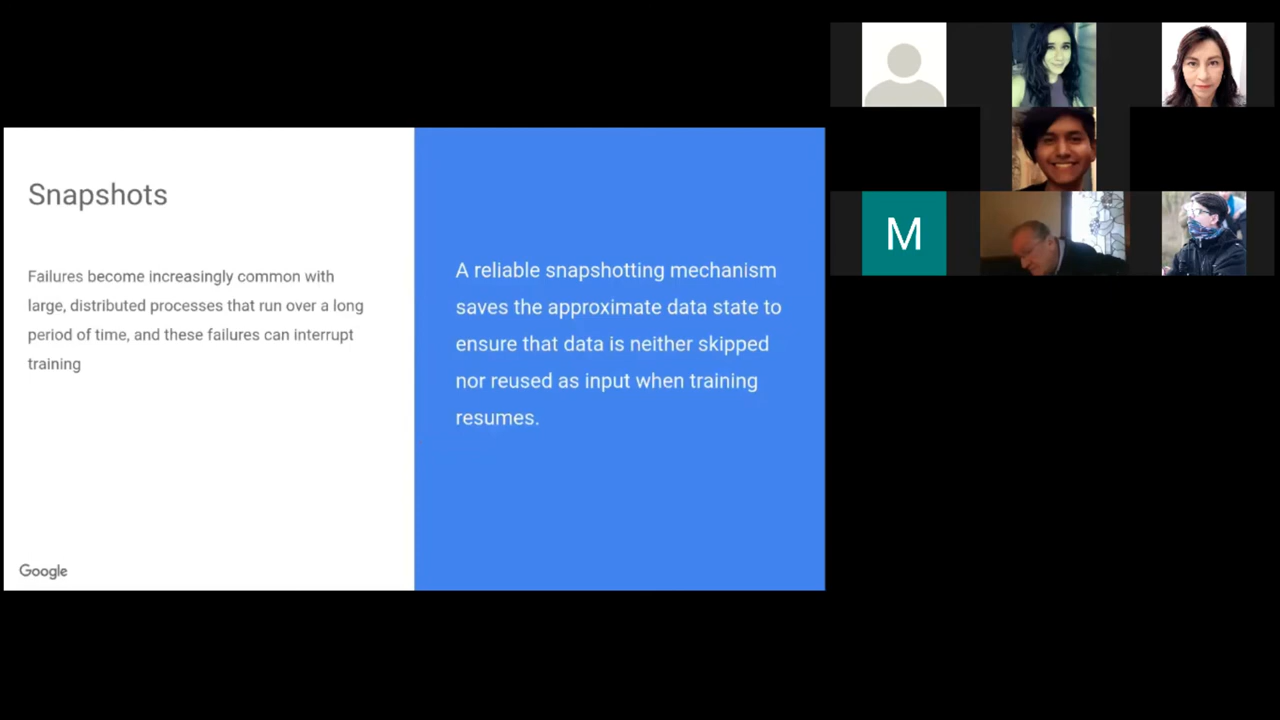 Snapshots
Failures become increasingly common with
large, distributed processes that run over a long
period of time, and these failures can interrupt
training
A reliable snapshotting mechanism
saves the approximate data state to
ensure that data is neither skipped
nor reused as input when training
resumes.
Google
M